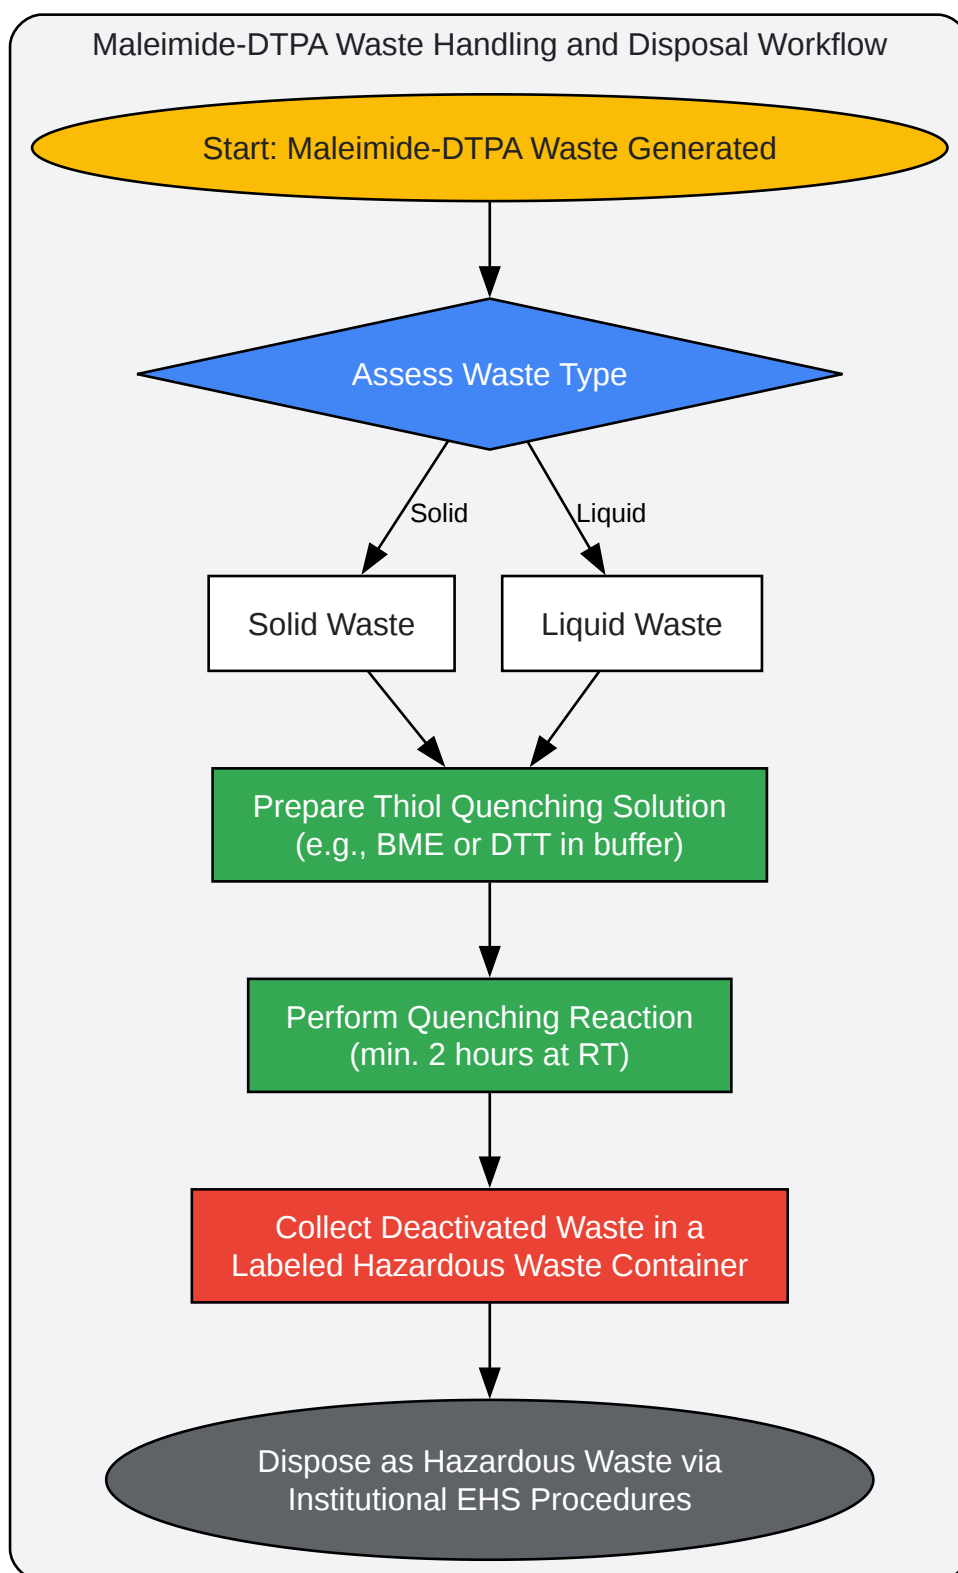 Maleimide-DTPA Waste Handling and Disposal Workflow
Start: Maleimide-DTPA Waste Generated
Assess Waste Type
Solid
Liquid
Solid Waste
Liquid Waste
Prepare Thiol Quenching Solution
(e.g., BME or DTT in buffer)
Perform Quenching Reaction
(min. 2 hours at RT)
Collect Deactivated Waste in a
Labeled Hazardous Waste Container
Dispose as Hazardous Waste via
Institutional EHS Procedures